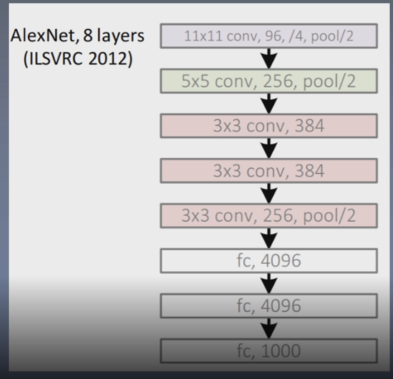 AlexNet, 8 layers
(ILSVRC 2012)
11x11 conv, 96, /4, pool/2
5x5 conv, 256, pool/2
3x3 conv, 384
3x3 conv, 384
3x3 conv, 256, pool/2
fc, 4096
fc, 4096
fc, 1000